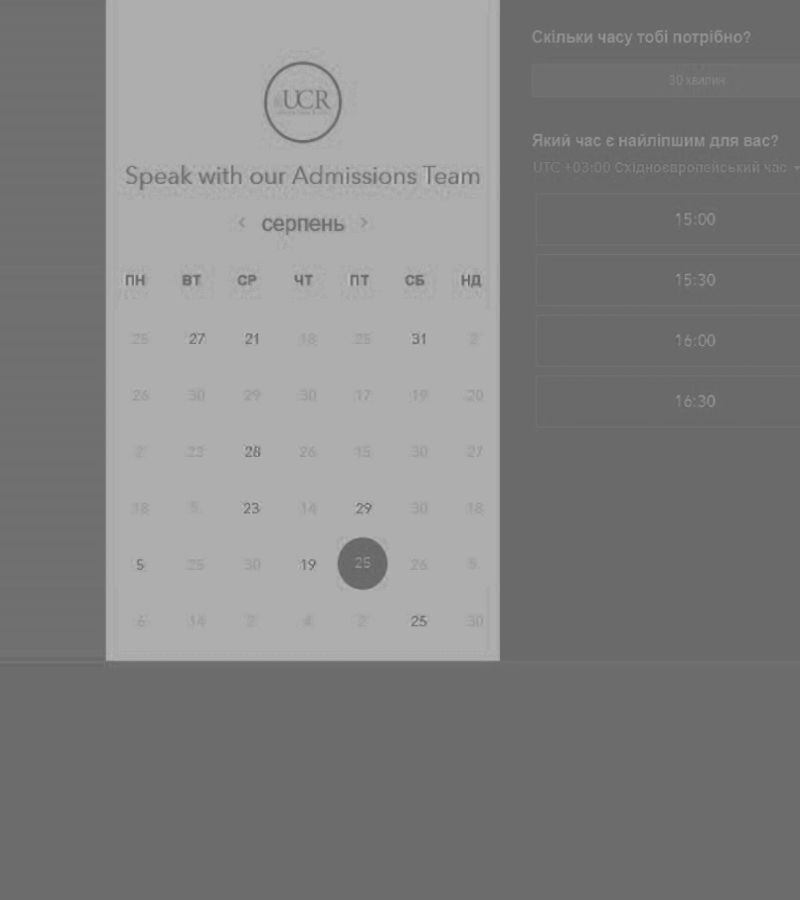 UCR
Speak with our Admissions Team
< серпень >
ПН ВТ СР ЧТ ПТ СБ НД
25 27 21 18 25 31 2
26 30 29 30 17 19 20
2 23 28 26 15 30 27
18 5 23 14 29 30 18
5 25 30 19 25 26 5
6 14 2 4 2 25 30
Скільки часу тобі потрібно?
30 хвилин
Який час є найліпшим для вас?
UTC +03:00 Східноєвропейський час
15:00
15:30
16:00
16:30